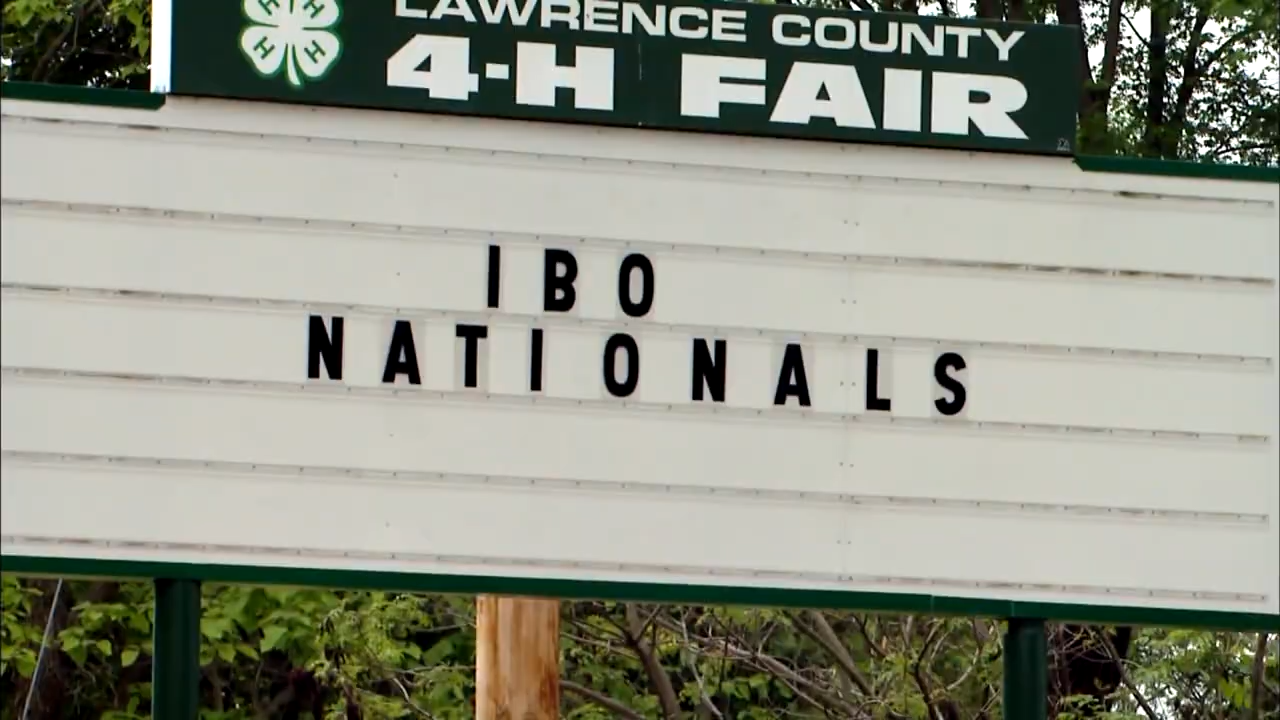 H H H H
LAWRENCE COUNTY
4-H FAIR
IBO
NATIONALS